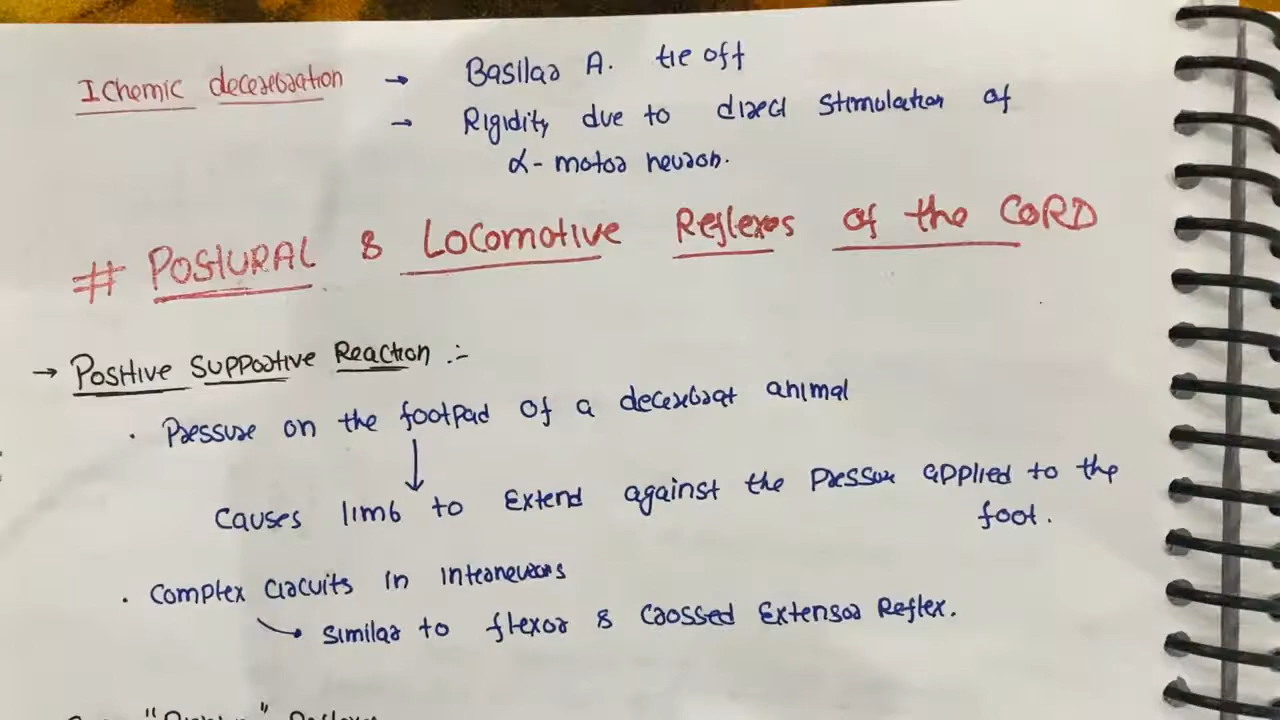 Ichemic decerebration → Basilar A. tie off
→ Rigidity due to direct stimulation of
α- motor neuron.
# POSTURAL & LOCOMOTIVE Reflexes of the CORD
→ Positive Supportive Reaction :-
· Pressure on the footpad of a decerebrat animal
↓
causes limb to Extend against the pressure applied to the
foot.
· Complex circuits in interneurons
→ similar to flexor & crossed Extensor Reflex.